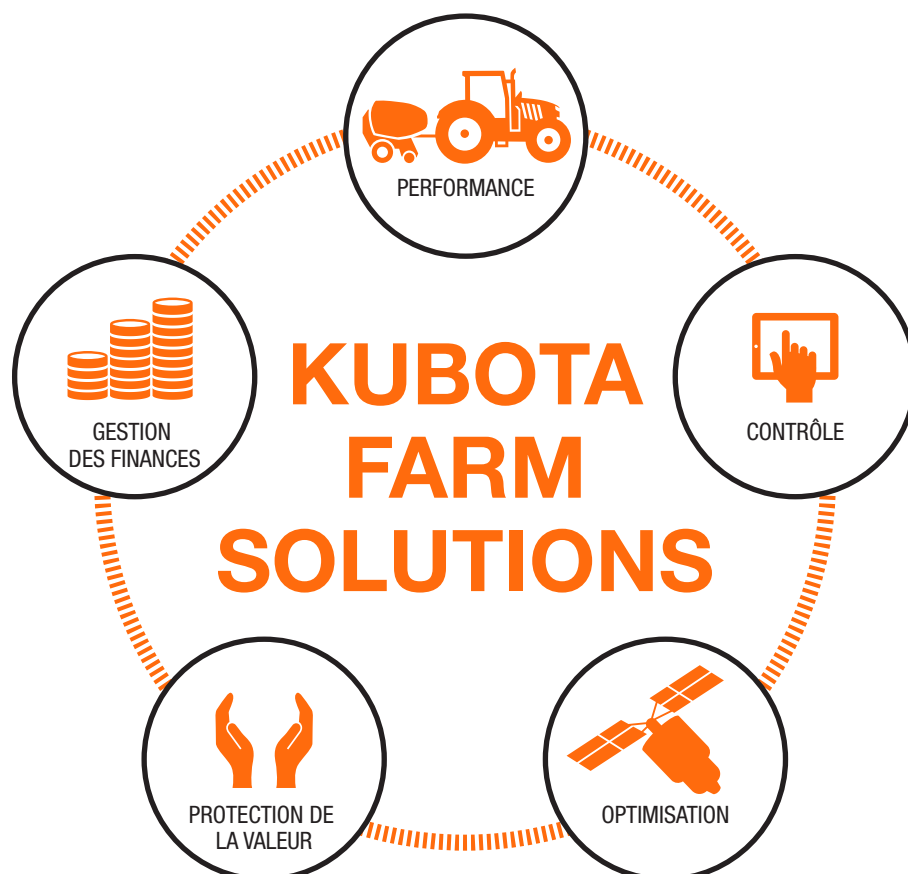 PERFORMANCE
GESTION
DES FINANCES
KUBOTA
FARM
SOLUTIONS
CONTRÔLE
PROTECTION DE
LA VALEUR
OPTIMISATION